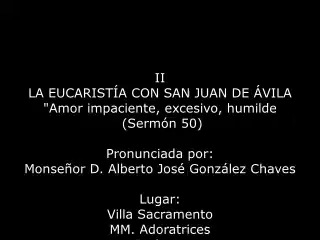 II
LA EUCARISTÍA CON SAN JUAN DE ÁVILA
"Amor impaciente, excesivo, humilde
(Sermón 50)
Pronunciada por:
Monseñor D. Alberto José González Chaves
Lugar:
Villa Sacramento
MM. Adoratrices